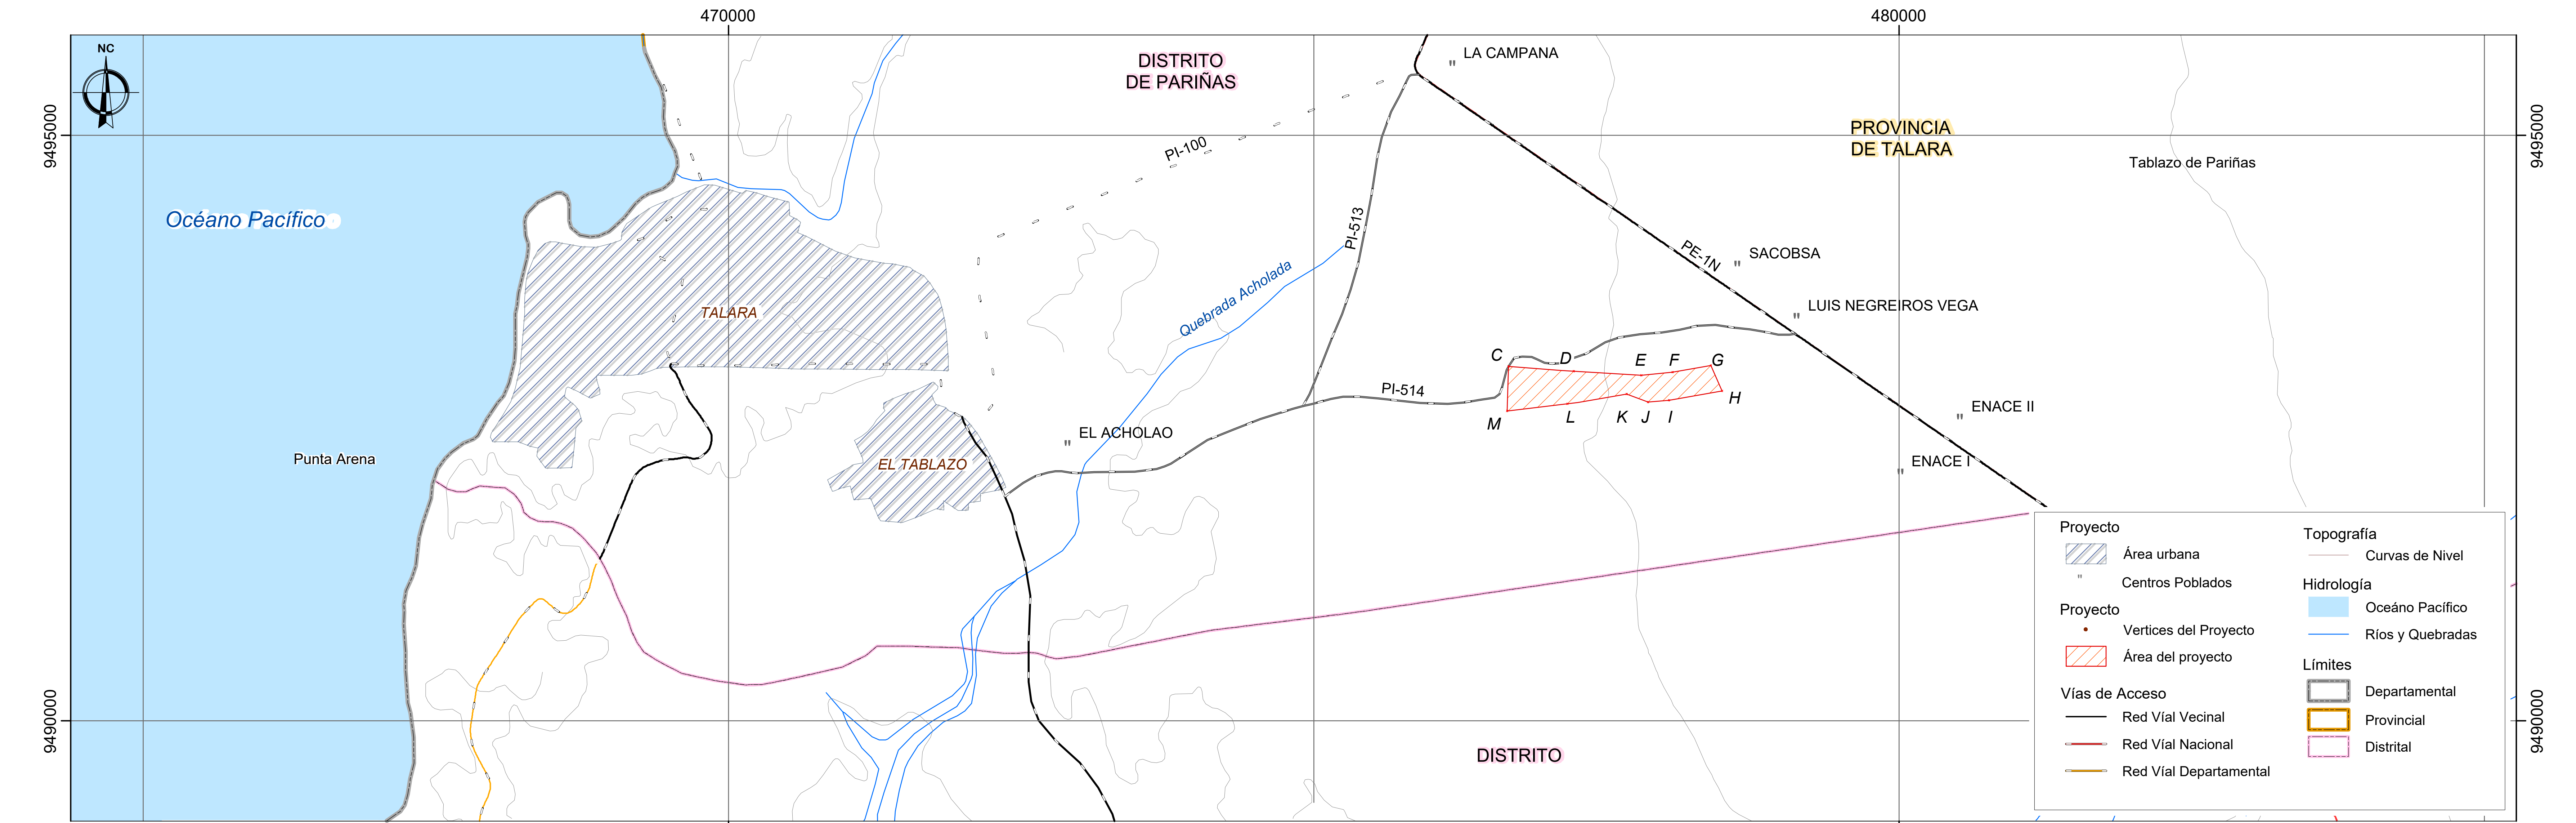 470000
480000
NC
LA CAMPANA
DISTRITO
DE PARIÑAS
9495000
9495000
PROVINCIA
DE TALARA
PI-100
Tablazo de Pariñas
Océano Pacífico
PI-513
PE-1N
SACOBSA
Quebrada Acholada
LUIS NEGREIROS VEGA
TALARA
C
D
E
F
G
PI-514
H
M
L
K
J
I
ENACE II
EL ACHOLAO
Punta Arena
EL TABLAZO
ENACE I
9490000
9490000
DISTRITO
Proyecto
Área urbana
Centros Poblados
Proyecto
Vertices del Proyecto
Área del proyecto
Vías de Acceso
Red Víal Vecinal
Red Víal Nacional
Red Víal Departamental
Topografía
Curvas de Nivel
Hidrología
Oceáno Pacífico
Ríos y Quebradas
Límites
Departamental
Provincial
Distrital